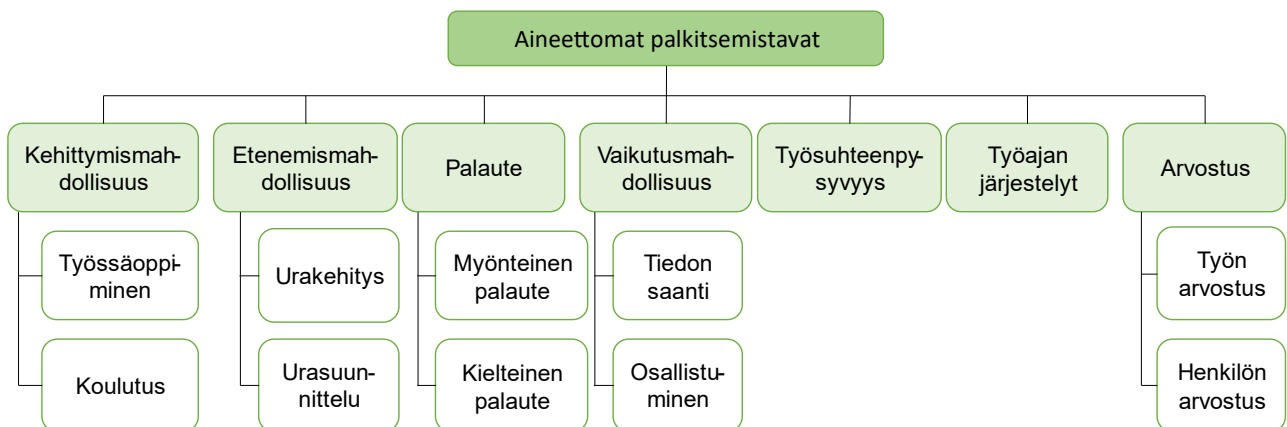 Aineettomat palkitsemistavat
Kehittymismah-
dollisuus
Etenemismah-
dollisuus
Palaute
Vaikutusmah-
dollisuus
Työsuhteenpy-
syvyys
Työajan
järjestelyt
Arvostus
Työssäoppi-
minen
Urakehitys
Myönteinen
palaute
Tiedon
saanti
Työn
arvostus
Koulutus
Urasuun-
nittelu
Kielteinen
palaute
Osallistu-
minen
Henkilön
arvostus